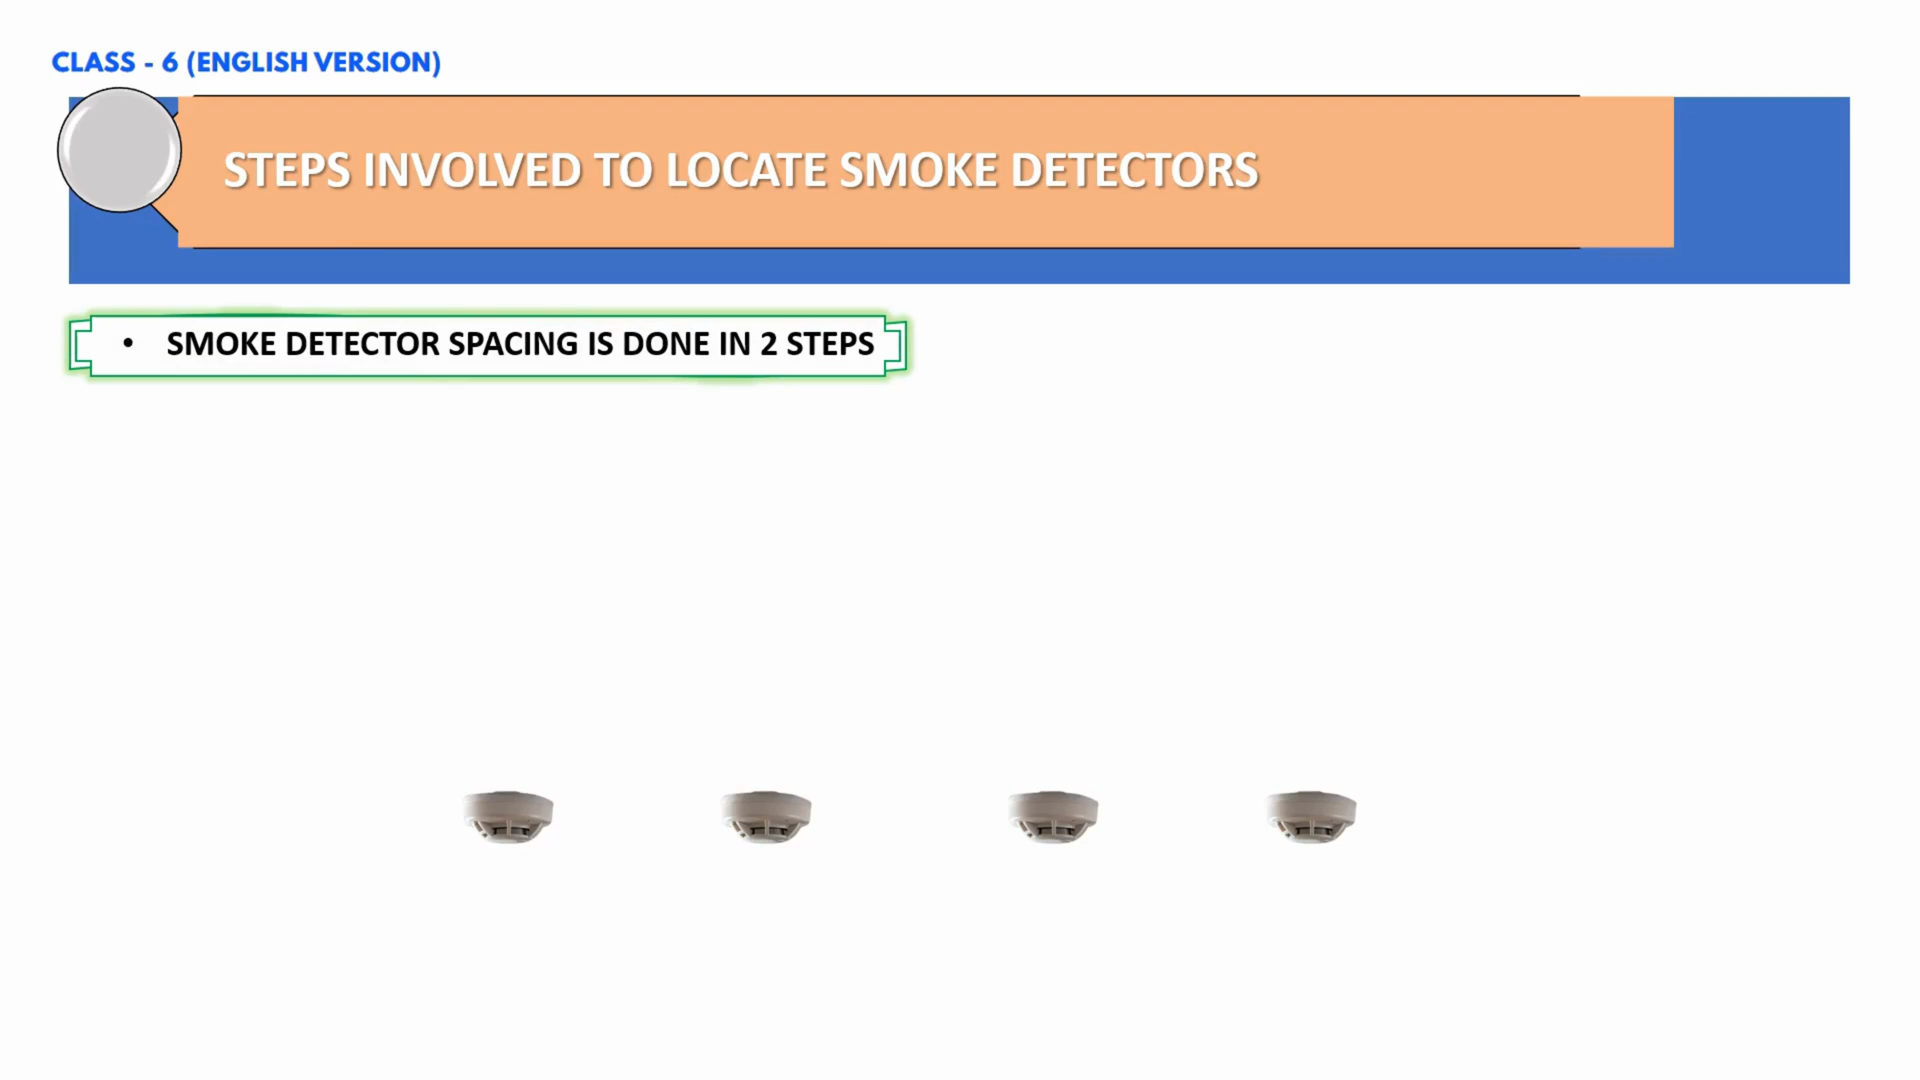 CLASS - 6 (ENGLISH VERSION)
STEPS INVOLVED TO LOCATE SMOKE DETECTORS
• SMOKE DETECTOR SPACING IS DONE IN 2 STEPS